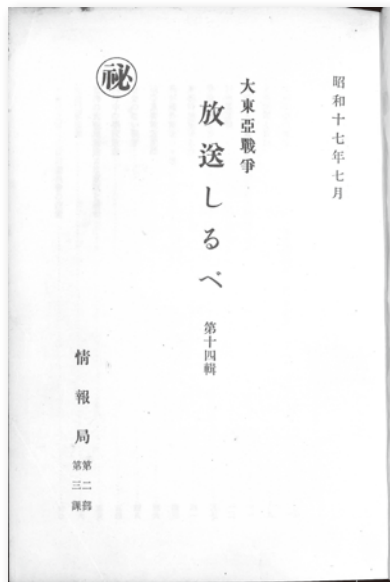 昭和十七年七月
大東亞戰爭
放送しるべ 第十四輯
㊙
情報局 第二部
第三課